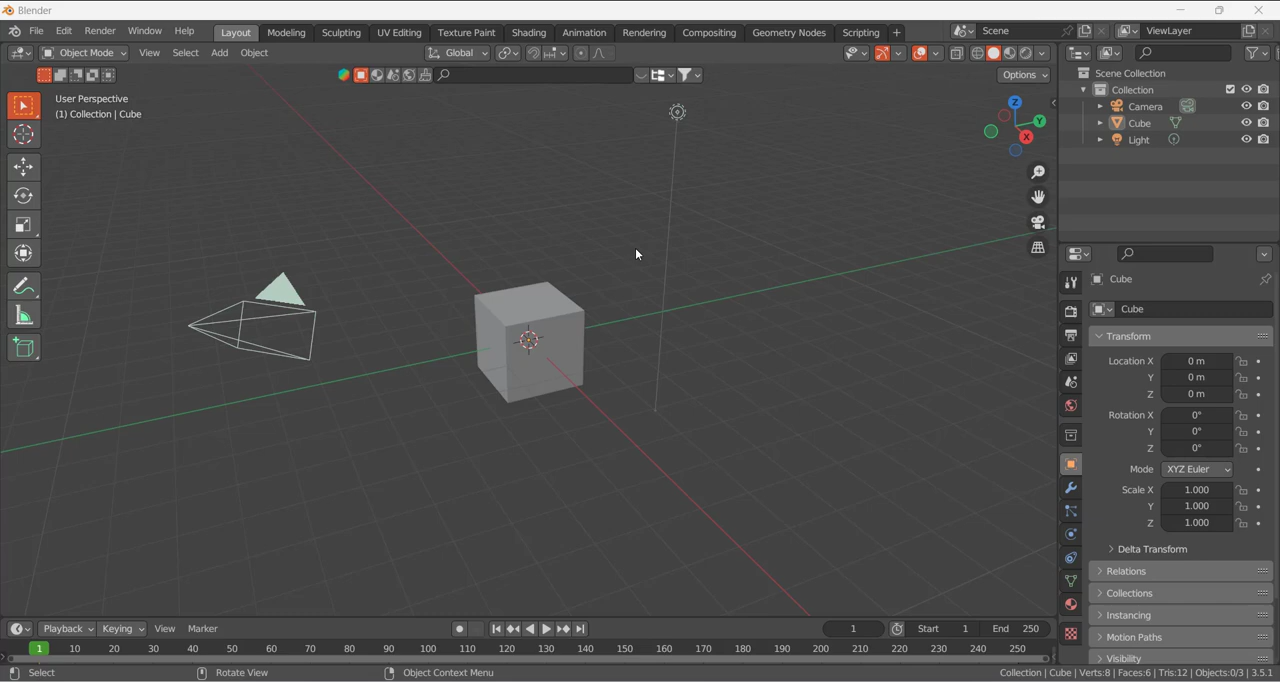 Blender
File Edit Render Window Help Layout Modeling Sculpting UV Editing Texture Paint Shading Animation Rendering Compositing Geometry Nodes Scripting + Scene ViewLayer
Object Mode View Select Add Object Global
Options
User Perspective
(1) Collection | Cube
Z
Y
X
Scene Collection
Collection
Camera
Cube
Light
Cube
Cube
Transform
Location X 0 m
Y 0 m
Z 0 m
Rotation X 0°
Y 0°
Z 0°
Mode XYZ Euler
Scale X 1.000
Y 1.000
Z 1.000
Delta Transform
Relations
Collections
Instancing
Motion Paths
Visibility
Playback Keying View Marker 1 Start 1 End 250
1 10 20 30 40 50 60 70 80 90 100 110 120 130 140 150 160 170 180 190 200 210 220 230 240 250
Select Rotate View Object Context Menu Collection | Cube | Verts:8 | Faces:6 | Tris:12 | Objects:0/3 | 3.5.1